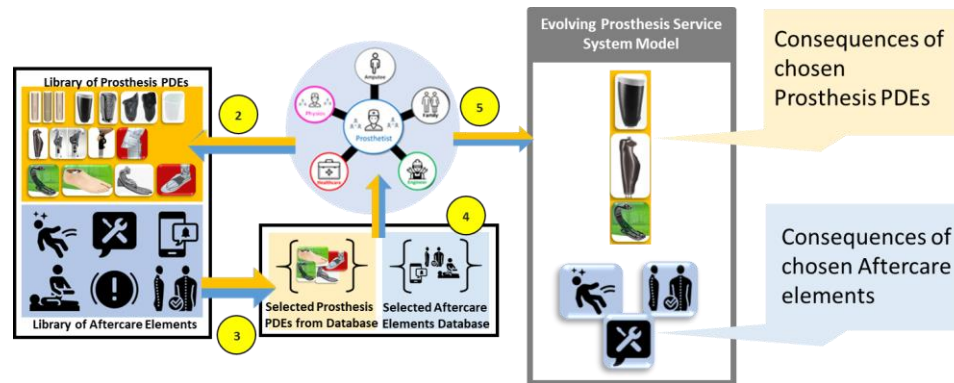 Library of Prosthesis PDEs
2
Library of Aftercare Elements
3
Amputee
Physio
Family
Prosthetist
Healthcare
Engineer
5
4
Selected Prosthesis
PDEs from Database
Selected Aftercare
Elements Database
Evolving Prosthesis Service
System Model
Consequences of
chosen
Prosthesis PDEs
Consequences of
chosen Aftercare
elements